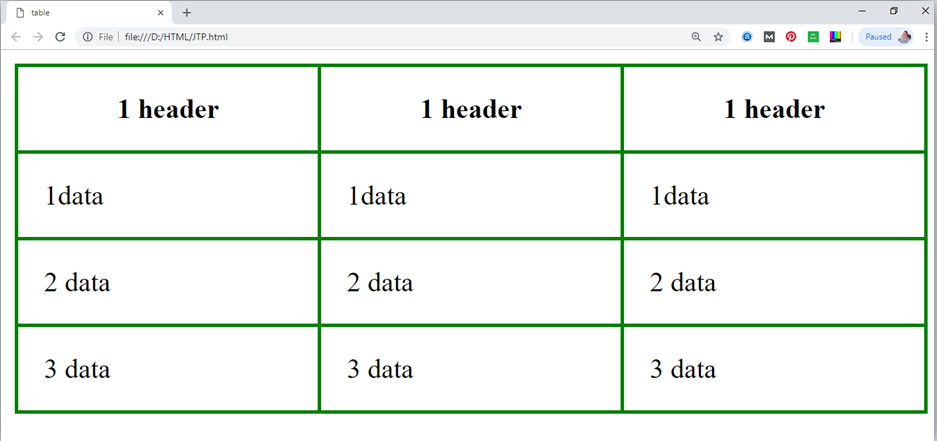 table
File file:///D:/HTML/JTP.html
Paused
1 header 1 header 1 header
1data 1data 1data
2 data 2 data 2 data
3 data 3 data 3 data